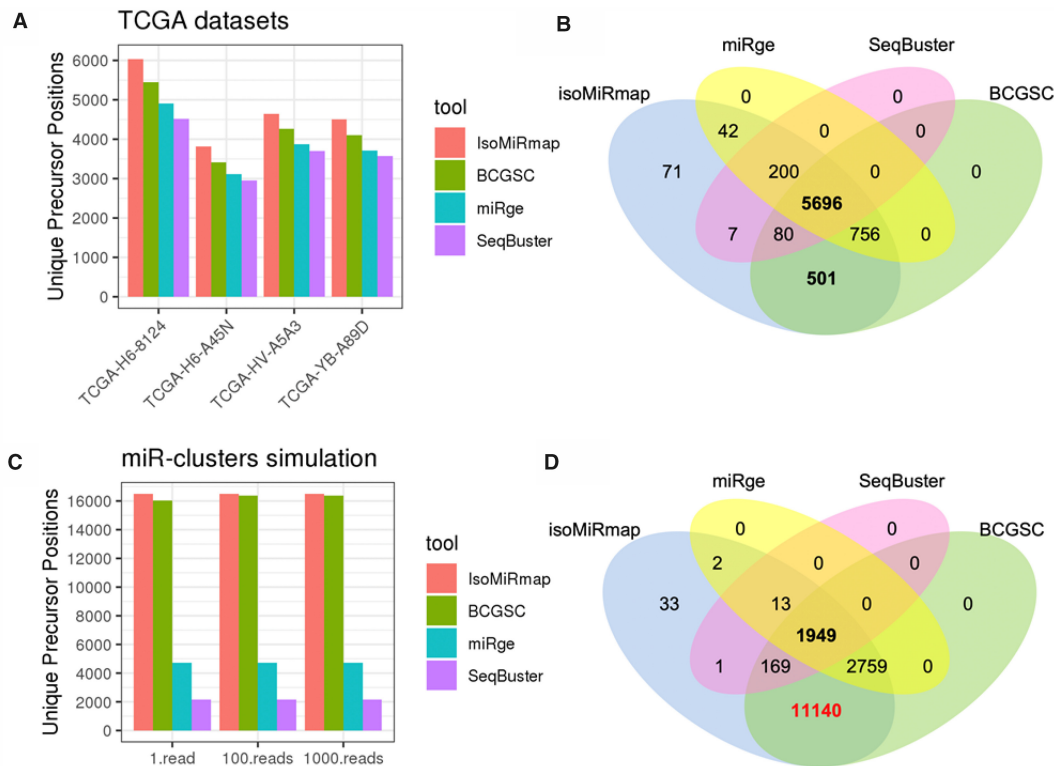 A
TCGA datasets
Unique Precursor Positions
6000
5000
4000
3000
2000
1000
0
TCGA-H6-8124
TCGA-H6-A45N
TCGA-HV-A5A3
TCGA-YB-A89D
tool
IsoMiRmap
BCGSC
miRge
SeqBuster
B
miRge
SeqBuster
isoMiRmap
BCGSC
0
0
42
0
0
71
200
0
0
5696
7
80
756
0
501
C
miR-clusters simulation
Unique Precursor Positions
16000
14000
12000
10000
8000
6000
4000
2000
0
1.read
100.reads
1000.reads
tool
IsoMiRmap
BCGSC
miRge
SeqBuster
D
miRge
SeqBuster
isoMiRmap
BCGSC
0
0
2
0
0
33
13
0
0
1949
1
169
2759
0
11140